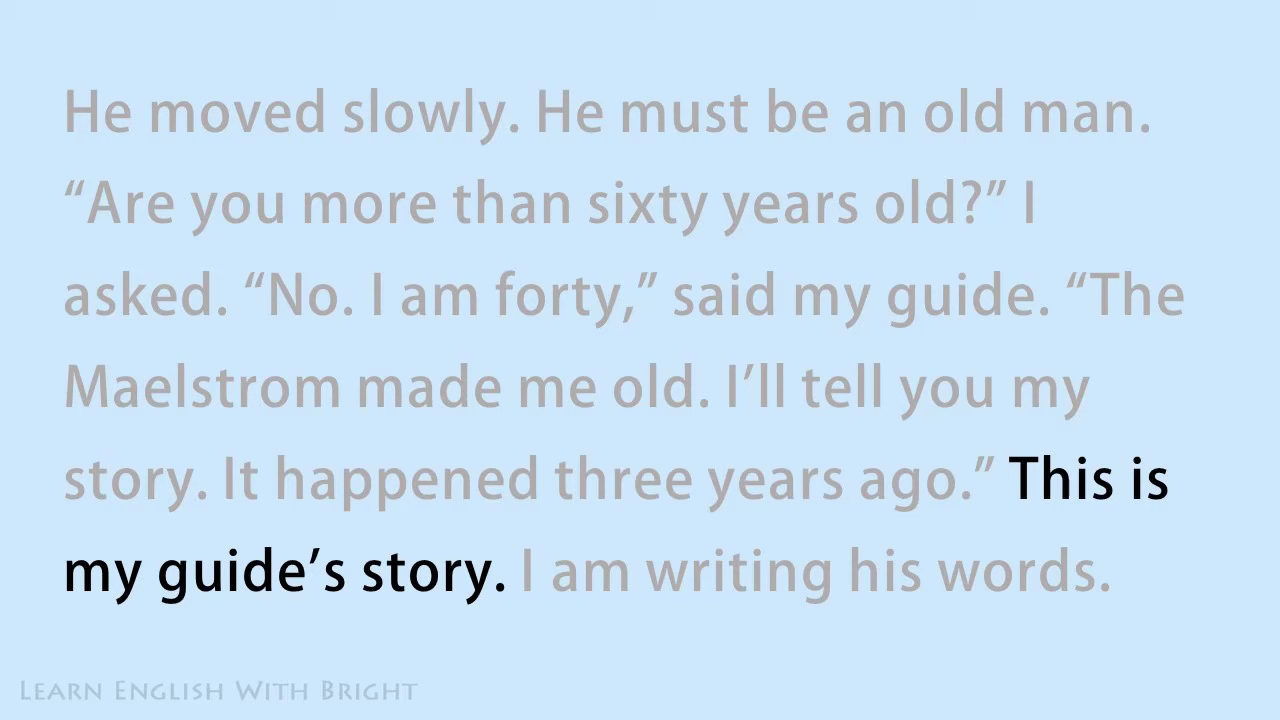 He moved slowly. He must be an old man.
“Are you more than sixty years old?” I
asked. “No. I am forty,” said my guide. “The
Maelstrom made me old. I’ll tell you my
story. It happened three years ago.” This is
my guide’s story. I am writing his words.
Learn English With Bright